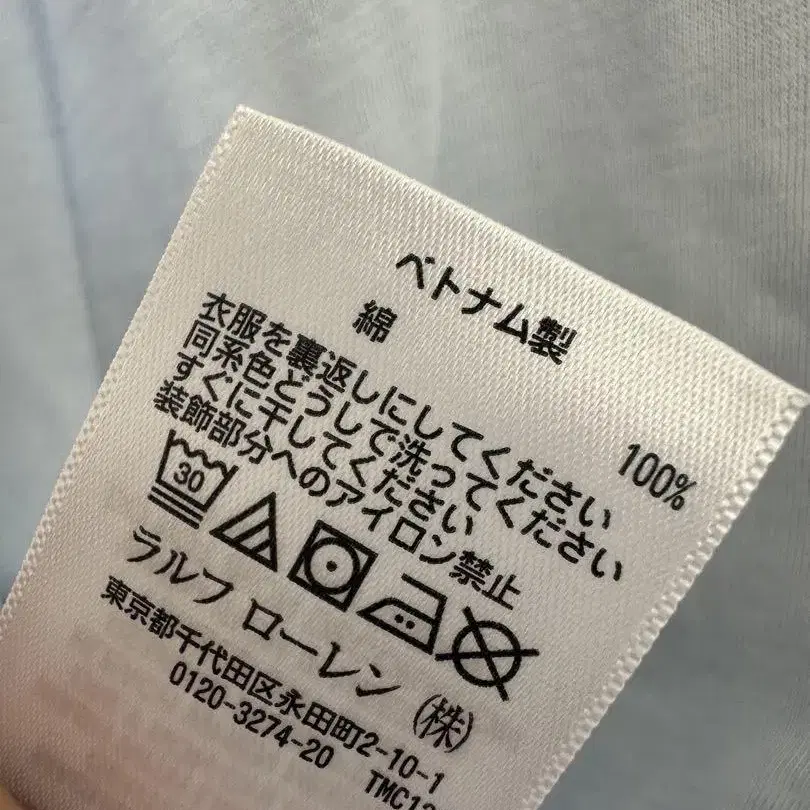 ベトナム製
綿 100%
衣服を裏返しにしてください
同系色どうしで洗ってください
すぐに干してください
装飾部分へのアイロン禁止
30
ラルフ ローレン (株)
東京都千代田区永田町2-10-1
0120-3274-20